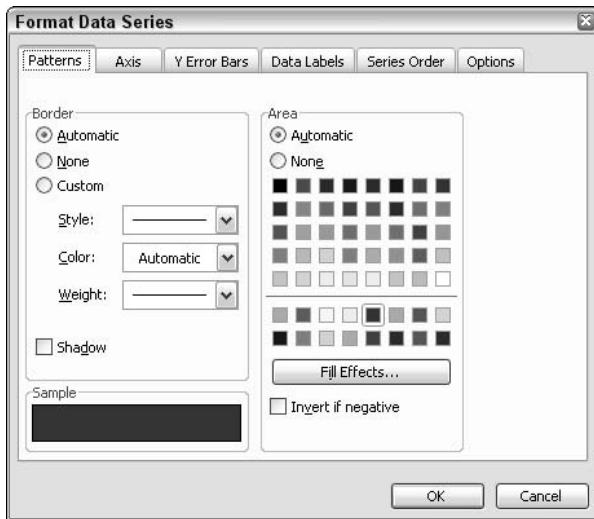 Format Data Series
Patterns
Axis
Y Error Bars
Data Labels
Series Order
Options
Border
Automatic
None
Custom
Style:
Color:
Automatic
Weight:
Shadow
Sample
Area
Automatic
None
Fill Effects...
Invert if negative
OK
Cancel